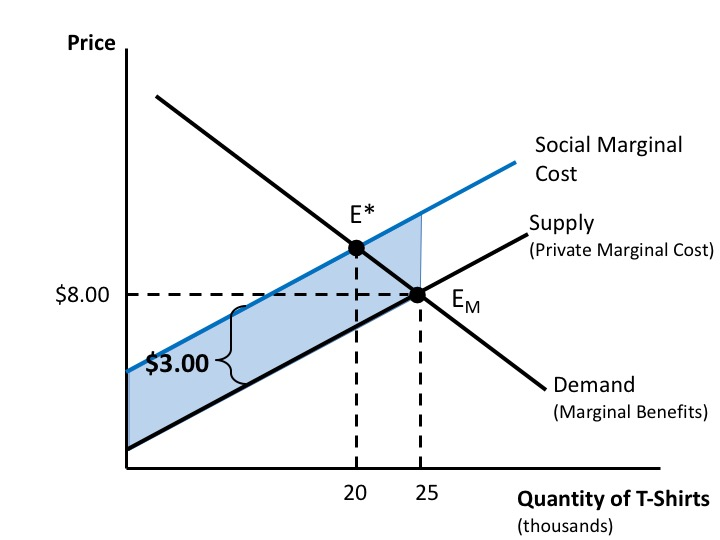 Price
Social Marginal
Cost
E*
Supply
(Private Marginal Cost)
$8.00
E_M
$3.00
Demand
(Marginal Benefits)
20
25
Quantity of T-Shirts
(thousands)